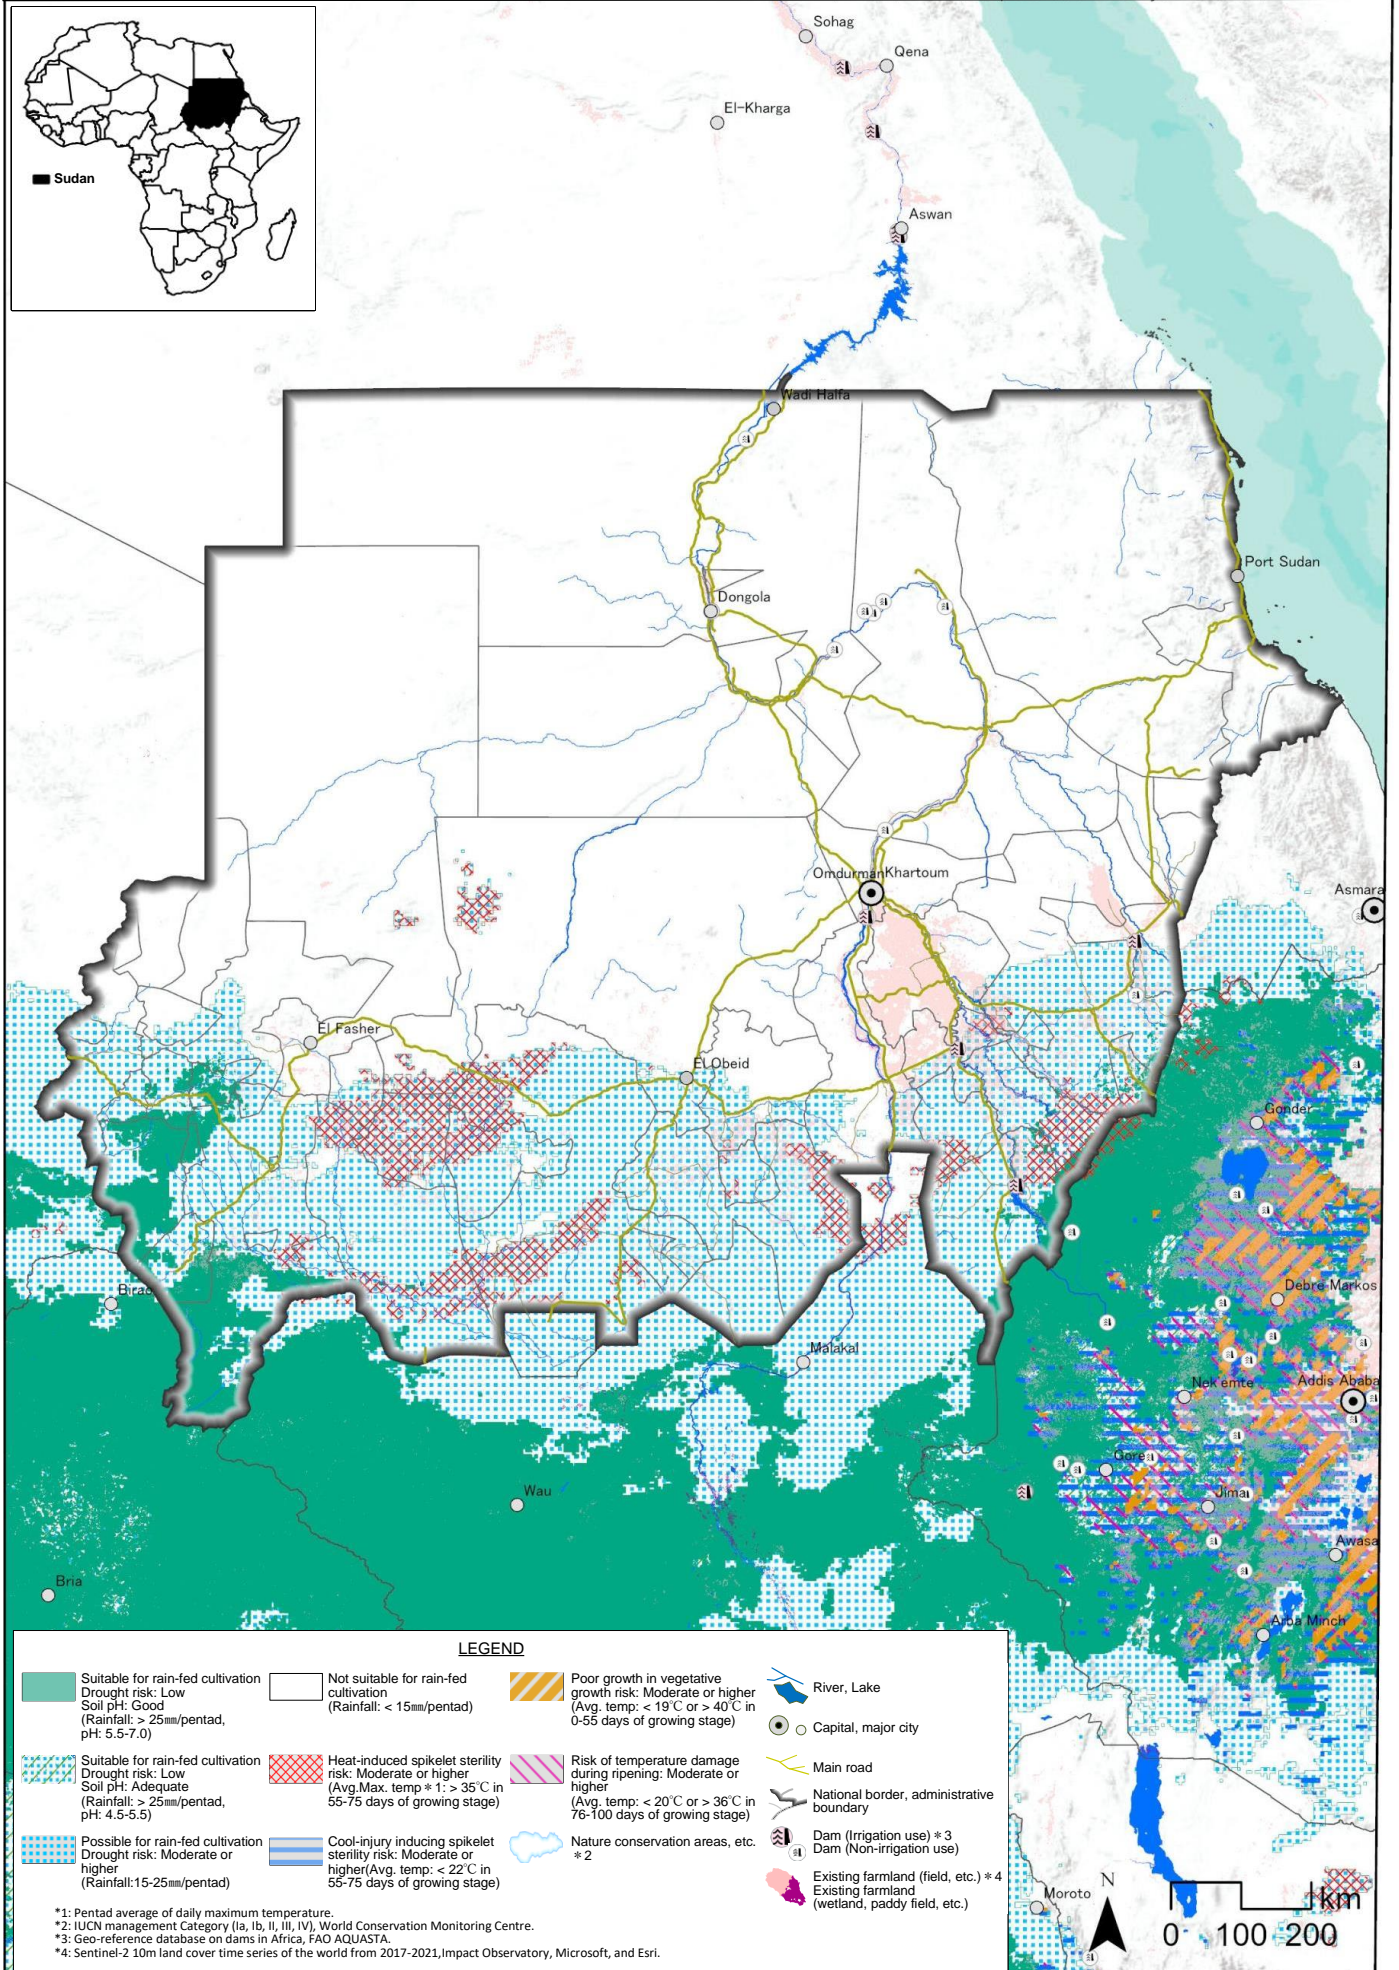 Sudan
Sohag
Qena
El-Kharga
Aswan
Wadi Halfa
Port Sudan
Dongola
Omdurman
Khartoum
Asmara
El Fasher
El Obeid
Gonder
Birao
Debre Markos
Malakal
Nek'emte
Addis Ababa
Gore
Wau
Jima
Awasa
Bria
Arba Minch
Moroto
N
km
0 100 200
LEGEND
Suitable for rain-fed cultivation
Drought risk: Low
Soil pH: Good
(Rainfall: > 25㎜/pentad,
pH: 5.5-7.0)
Suitable for rain-fed cultivation
Drought risk: Low
Soil pH: Adequate
(Rainfall: > 25㎜/pentad,
pH: 4.5-5.5)
Possible for rain-fed cultivation
Drought risk: Moderate or
higher
(Rainfall:15-25㎜/pentad)
Not suitable for rain-fed
cultivation
(Rainfall: < 15㎜/pentad)
Heat-induced spikelet sterility
risk: Moderate or higher
(Avg.Max. temp＊1: > 35℃ in
55-75 days of growing stage)
Cool-injury inducing spikelet
sterility risk: Moderate or
higher(Avg. temp: < 22℃ in
55-75 days of growing stage)
Poor growth in vegetative
growth risk: Moderate or higher
(Avg. temp: < 19℃ or > 40℃ in
0-55 days of growing stage)
Risk of temperature damage
during ripening: Moderate or
higher
(Avg. temp: < 20℃ or > 36℃ in
76-100 days of growing stage)
Nature conservation areas, etc.
＊2
River, Lake
Capital, major city
Main road
National border, administrative
boundary
Dam (Irrigation use)＊3
Dam (Non-irrigation use)
Existing farmland (field, etc.)＊4
Existing farmland
(wetland, paddy field, etc.)
*1: Pentad average of daily maximum temperature.
*2: IUCN management Category (Ia, Ib, II, III, IV), World Conservation Monitoring Centre.
*3: Geo-reference database on dams in Africa, FAO AQUASTA.
*4: Sentinel-2 10m land cover time series of the world from 2017-2021,Impact Observatory, Microsoft, and Esri.